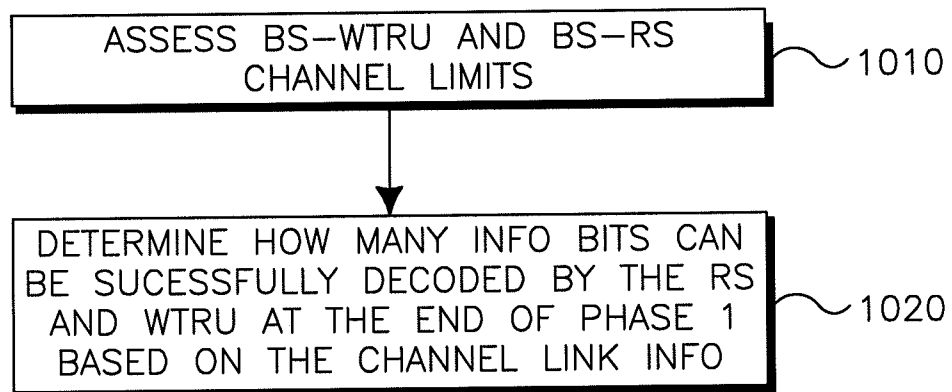 ASSESS BS-WTRU AND BS-RS
CHANNEL LIMITS
1010
DETERMINE HOW MANY INFO BITS CAN
BE SUCESSFULLY DECODED BY THE RS
AND WTRU AT THE END OF PHASE 1
BASED ON THE CHANNEL LINK INFO
1020